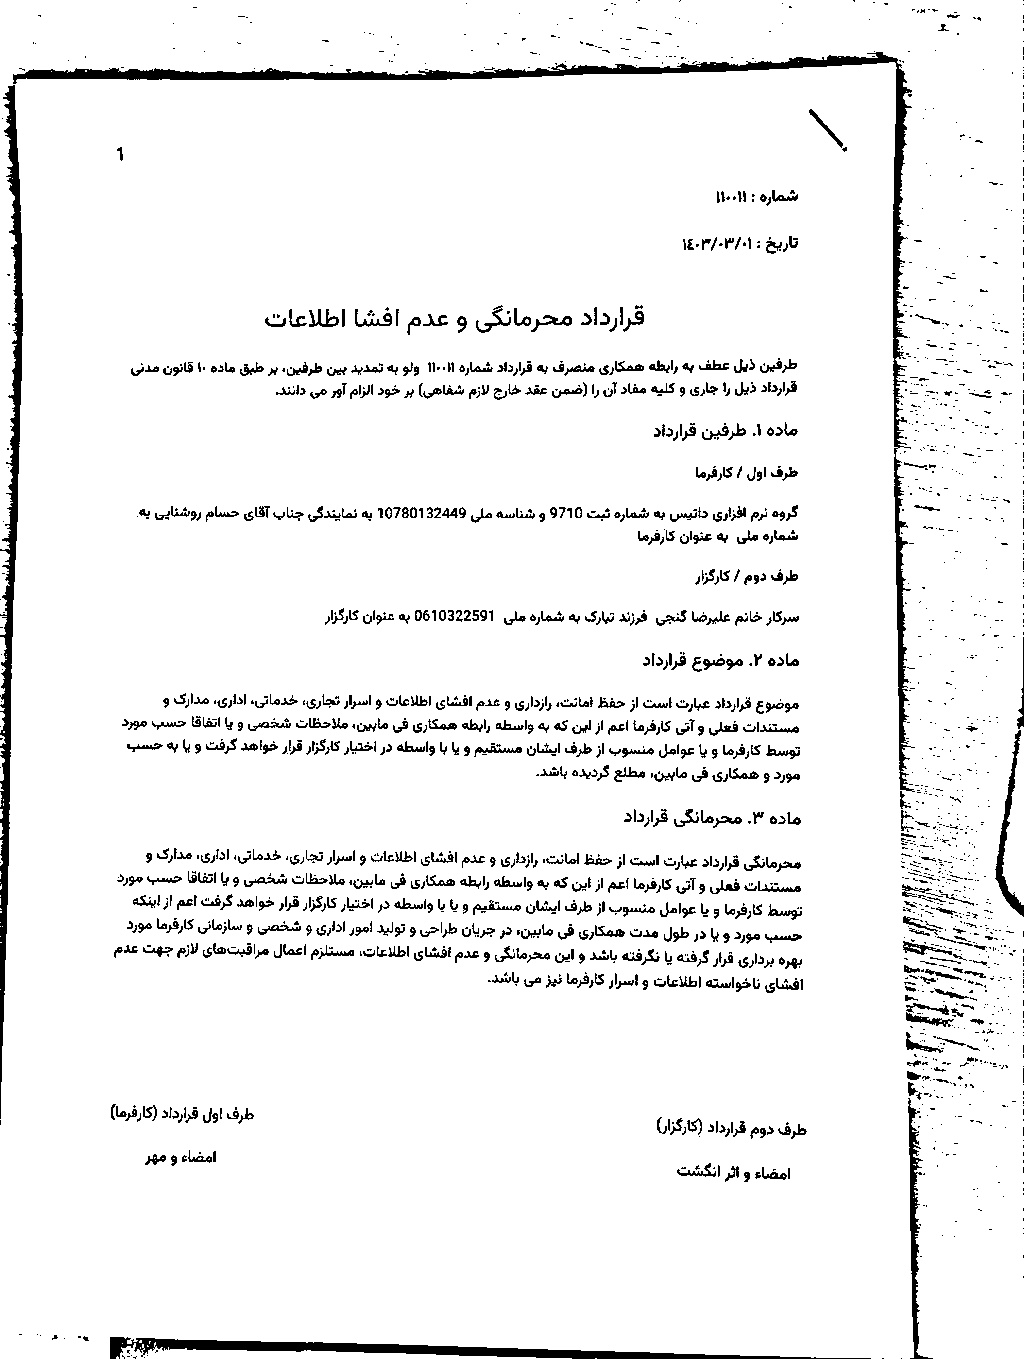 1
شماره : ۱۱۰۰۱۱
تاریخ : ۱٤۰۳/۰۳/۰۱
قرارداد محرمانگی و عدم افشا اطلاعات
طرفین ذیل عطف به رابطه همکاری منصرف به قرارداد شماره ۱۱۰۰۱۱ ولو به تمدید بین طرفین، بر طبق ماده ۱۰ قانون مدنی
قرارداد ذیل را جاری و کلیه مفاد آن را (ضمن عقد خارج لازم شفاهی) بر خود الزام آور می دانند.
ماده ۱. طرفین قرارداد
طرف اول / کارفرما
گروه نرم افزاری داتیس به شماره ثبت 9710 و شناسه ملی 10780132449 به نمایندگی جناب آقای حسام روشنایی به
شماره ملی به عنوان کارفرما
طرف دوم / کارگزار
سرکار خانم علیرضا گنجی فرزند تبارک به شماره ملی 0610322591 به عنوان کارگزار
ماده ۲. موضوع قرارداد
موضوع قرارداد عبارت است از حفظ امانت، رازداری و عدم افشای اطلاعات و اسرار تجاری، خدماتی، اداری، مدارک و
مستندات فعلی و آتی کارفرما اعم از این که به واسطه رابطه همکاری فی مابین، ملاحظات شخصی و یا اتفاقا حسب مورد
توسط کارفرما و یا عوامل منسوب از طرف ایشان مستقیم و یا با واسطه در اختیار کارگزار قرار خواهد گرفت و یا به حسب
مورد و همکاری فی مابین، مطلع گردیده باشد.
ماده ۳. محرمانگی قرارداد
محرمانگی قرارداد عبارت است از حفظ امانت، رازداری و عدم افشای اطلاعات و اسرار تجاری، خدماتی، اداری، مدارک و
مستندات فعلی و آتی کارفرما اعم از این که به واسطه رابطه همکاری فی مابین، ملاحظات شخصی و یا اتفاقا حسب مورد
توسط کارفرما و یا عوامل منسوب از طرف ایشان مستقیم و یا با واسطه در اختیار کارگزار قرار خواهد گرفت اعم از اینکه
حسب مورد و یا در طول مدت همکاری فی مابین، در جریان طراحی و تولید امور اداری و شخصی و سازمانی کارفرما مورد
بهره برداری قرار گرفته یا نگرفته باشد و این محرمانگی و عدم افشای اطلاعات، مستلزم اعمال مراقبت‌های لازم جهت عدم
افشای ناخواسته اطلاعات و اسرار کارفرما نیز می باشد.
طرف دوم قرارداد (کارگزار)
طرف اول قرارداد (کارفرما)
امضاء و اثر انگشت
امضاء و مهر